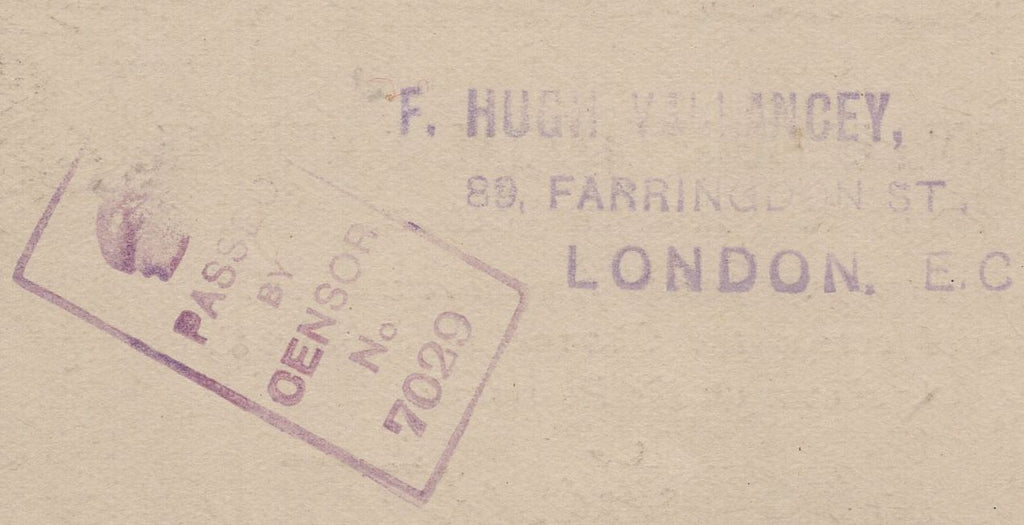 F. HUGH VALLANCEY,
89, FARRINGDON ST.
LONDON. E.C
PASSED
BY
CENSOR
No
7029